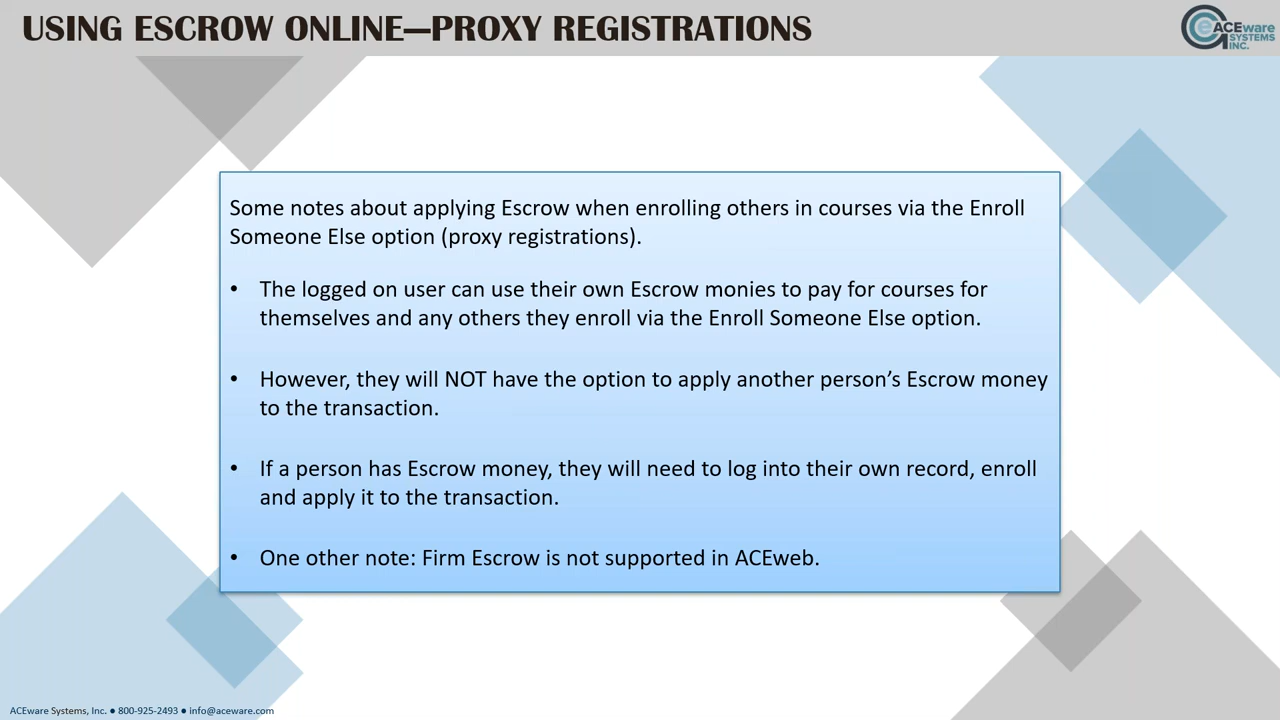 USING ESCROW ONLINE—PROXY REGISTRATIONS
eACEware
SYSTEMS
INC.
Some notes about applying Escrow when enrolling others in courses via the Enroll
Someone Else option (proxy registrations).
• The logged on user can use their own Escrow monies to pay for courses for
themselves and any others they enroll via the Enroll Someone Else option.
• However, they will NOT have the option to apply another person’s Escrow money
to the transaction.
• If a person has Escrow money, they will need to log into their own record, enroll
and apply it to the transaction.
• One other note: Firm Escrow is not supported in ACEweb.
ACEware Systems, Inc. ● 800-925-2493 ● info@aceware.com